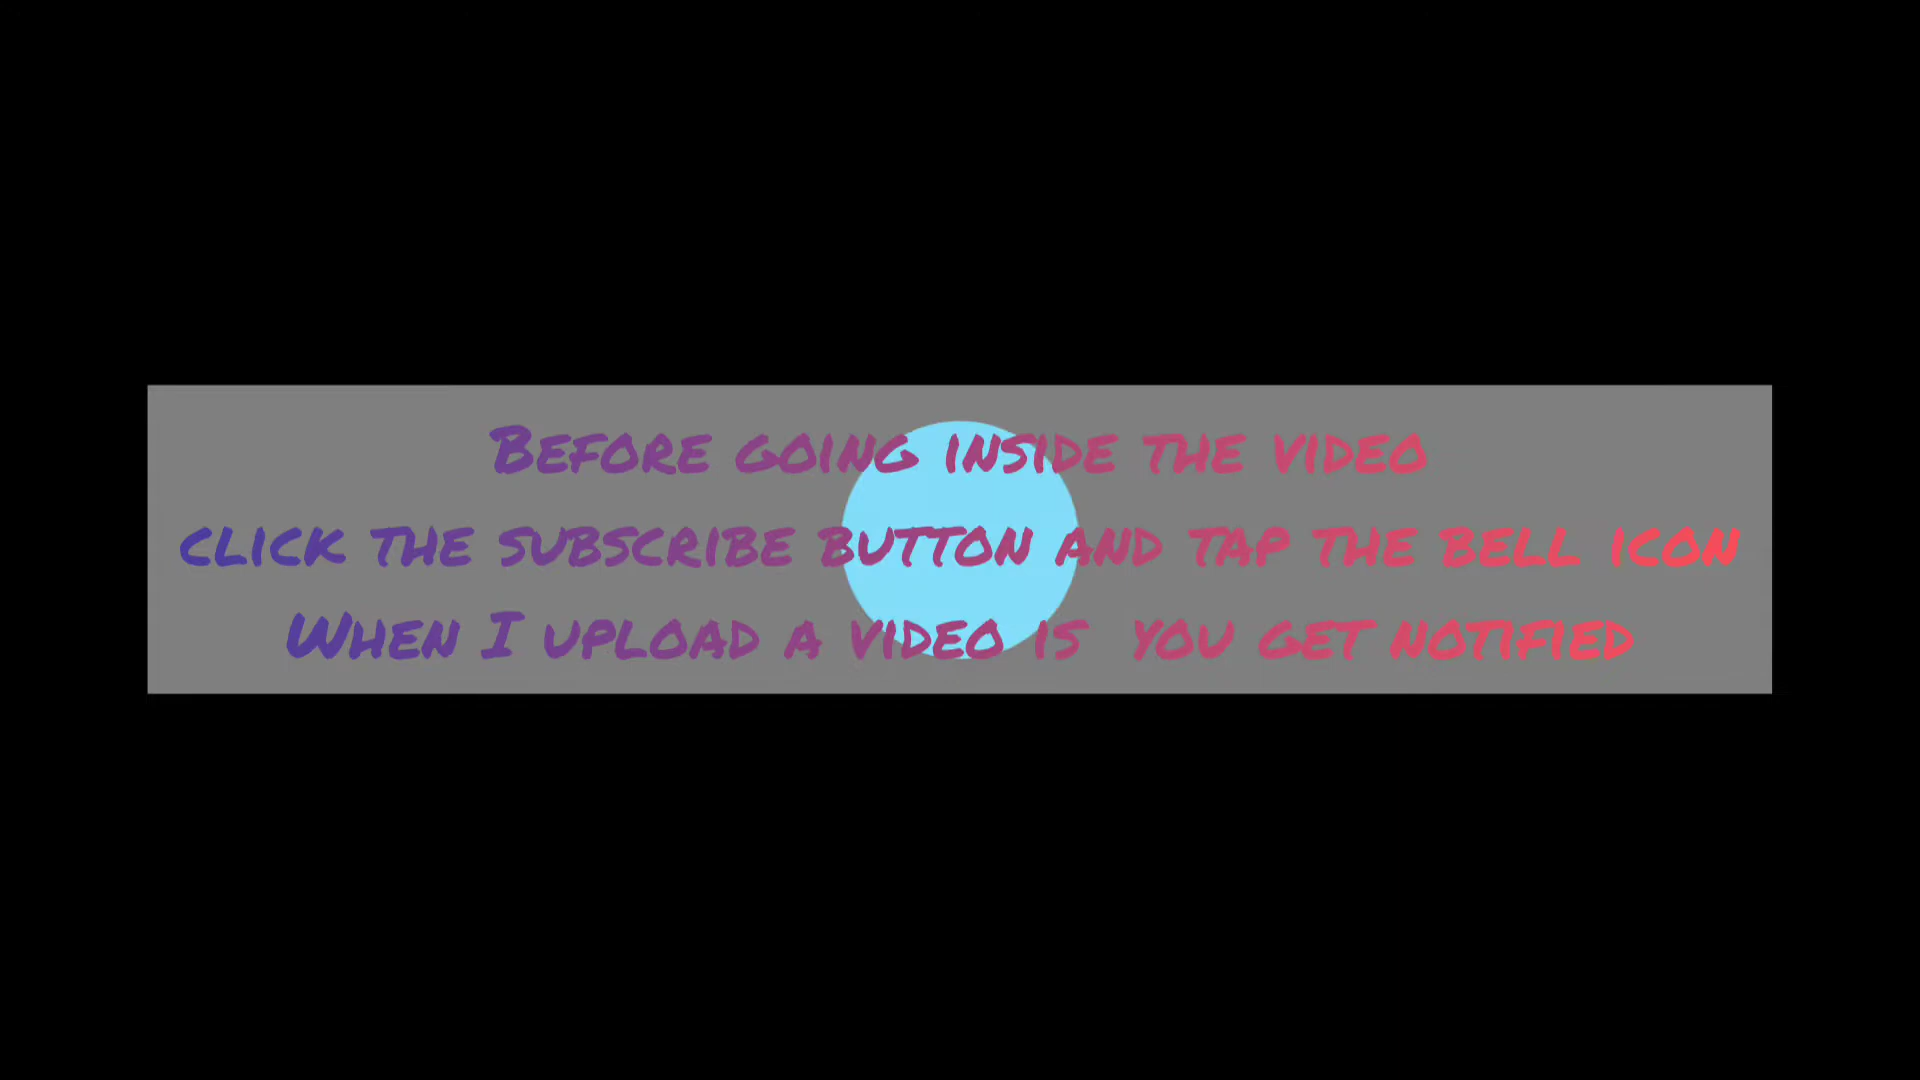 Before going inside the video
click the subscribe button and tap the bell icon
When I upload a video is  you get notified